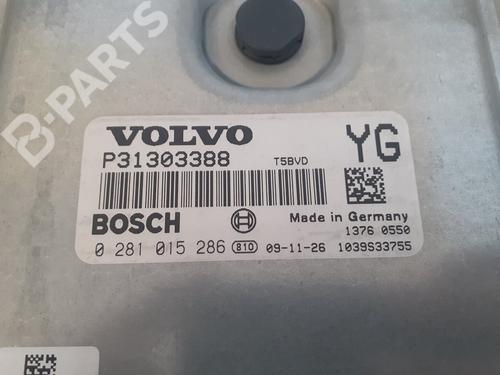 B-PARTS
VOLVO YG
P31303388 T5BVD
BOSCH Made in Germany
1376 0550
0 281 015 286 810 09-11-26 1039S33755